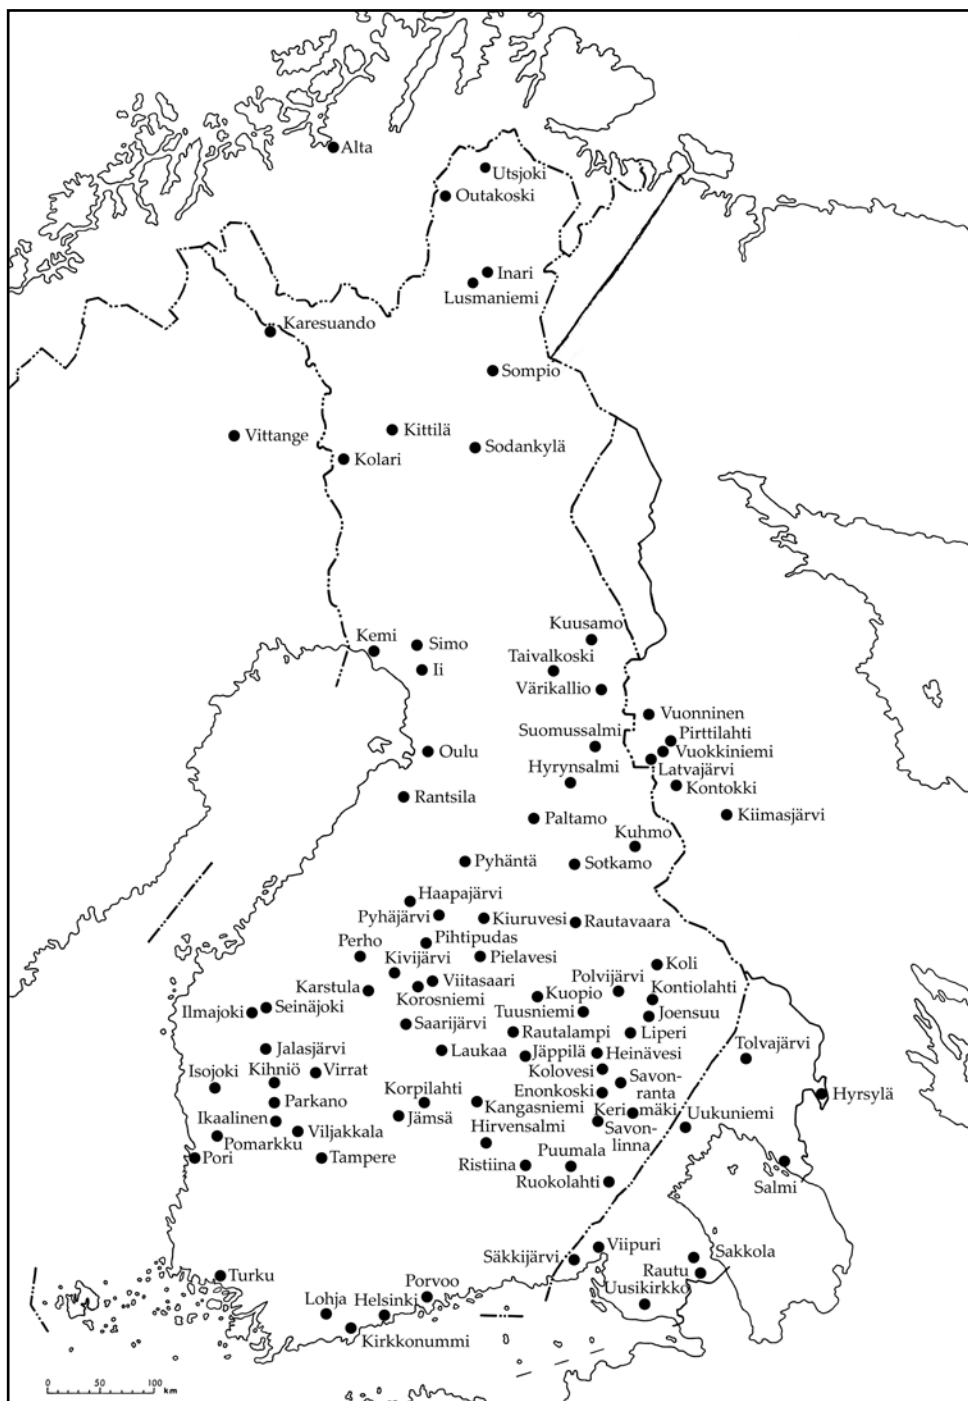 Alta
Utsjoki
Outakoski
Inari
Lusmaniemi
Karesuando
Sompio
Kittilä
Vittange
Sodankylä
Kolari
Kuusamo
Kemi
Simo
Taivalkoski
Ii
Värikallio
Vuonninen
Suomussalmi
Pirttilahti
Oulu
Vuokkiniemi
Latvajärvi
Hyrynsalmi
Kontokki
Rantsila
Kiimasjärvi
Paltamo
Kuhmo
Pyhäntä
Sotkamo
Haapajärvi
Pyhäjärvi
Kiuruvesi
Rautavaara
Pihtipudas
Perho
Pielavesi
Kivijärvi
Koli
Polvijärvi
Viitasaari
Karstula
Korosniemi
Kuopio
Kontiolahti
Seinäjoki
Ilmajoki
Tuusniemi
Joensuu
Saarijärvi
Rautalampi
Liperi
Jalasjärvi
Laukaa
Jäppilä
Heinävesi
Tolvajärvi
Kolovesi
Isojoki
Kihniö
Virrat
Savon-
ranta
Enonkoski
Korpilahti
Hyrsylä
Parkano
Kangasniemi
Keri
mäki
Ikaalinen
Jämsä
Uukuniemi
Viljakkala
Hirvensalmi
Savon-
linna
Pomarkku
Puumala
Pori
Tampere
Ristiina
Ruokolahti
Salmi
Viipuri
Säkkijärvi
Sakkola
Turku
Rautu
Porvoo
Uusikirkko
Lohja
Helsinki
Kirkkonummi
0 50 100
km